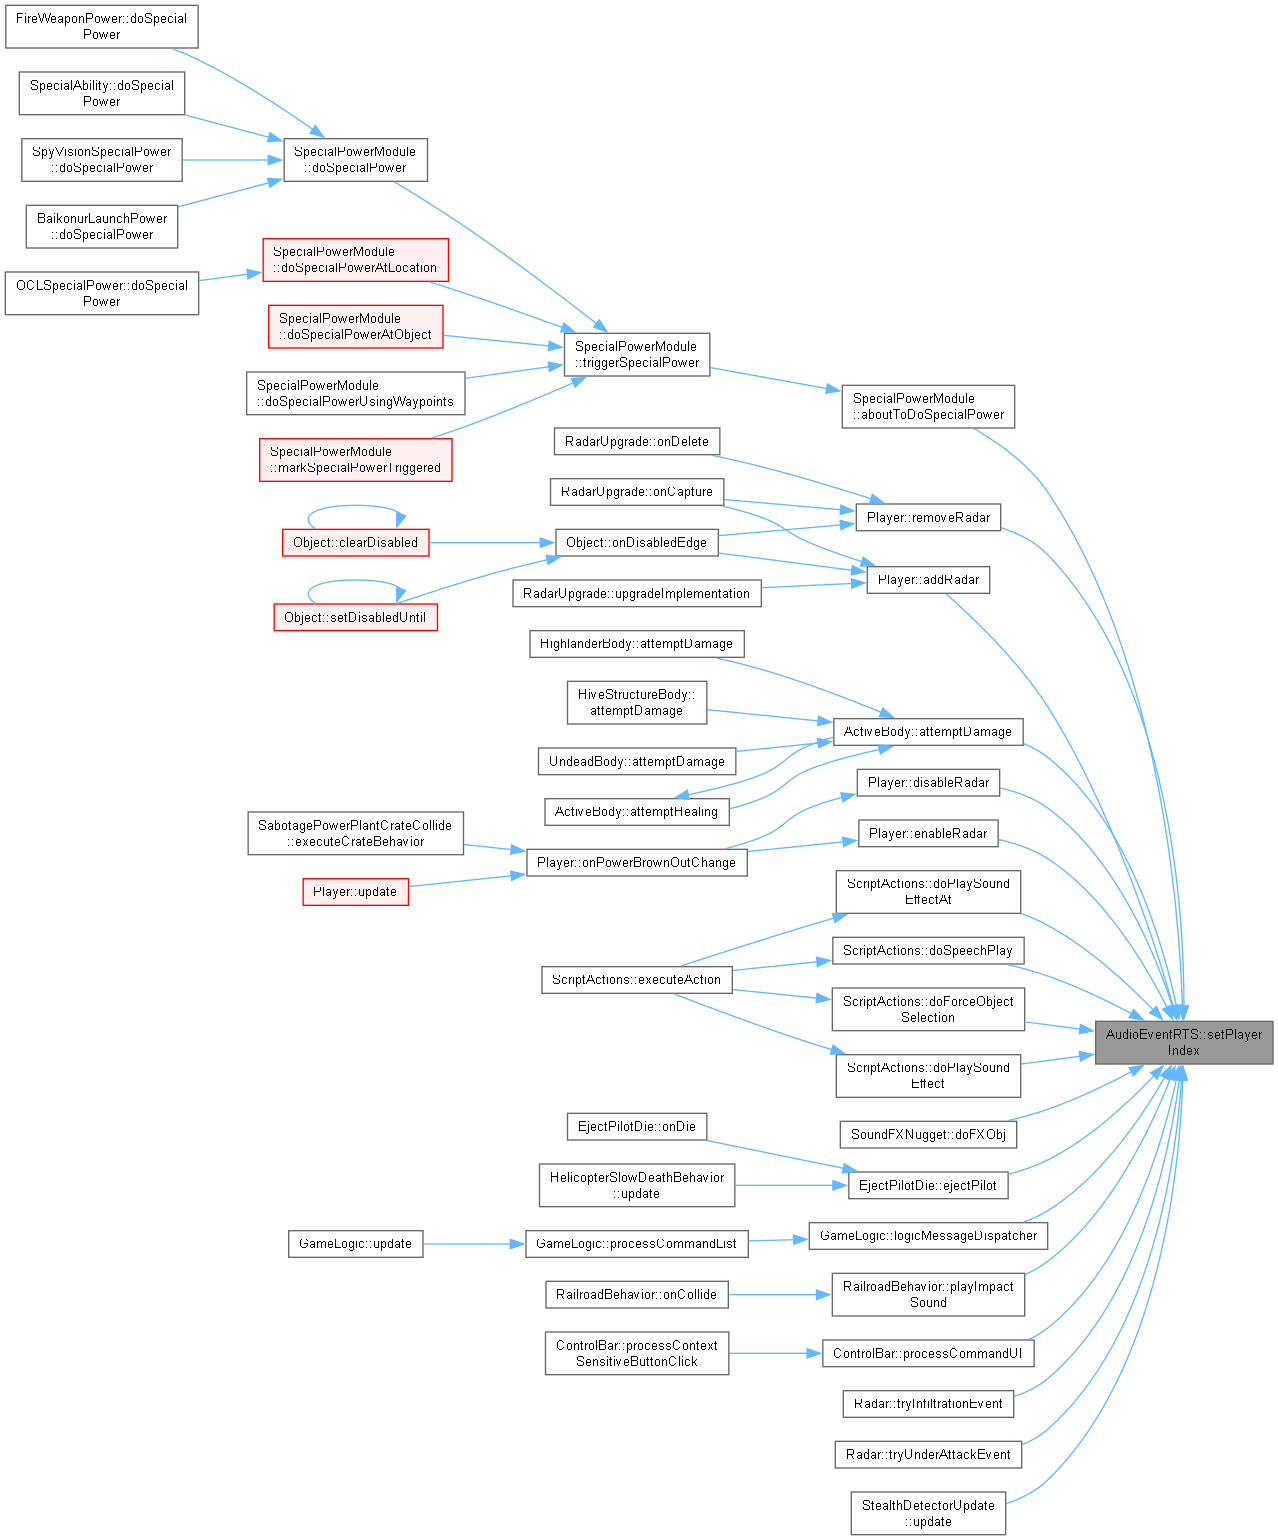 FireWeaponPower::doSpecial
Power
SpecialAbility::doSpecial
Power
SpyVisionSpecialPower
::doSpecialPower
BaikonurLaunchPower
::doSpecialPower
OCLSpecialPower::doSpecial
Power
SpecialPowerModule
::doSpecialPower
SpecialPowerModule
::doSpecialPowerAtLocation
SpecialPowerModule
::doSpecialPowerAtObject
SpecialPowerModule
::doSpecialPowerUsingWaypoints
SpecialPowerModule
::markSpecialPowerTriggered
SpecialPowerModule
::triggerSpecialPower
SpecialPowerModule
::aboutToDoSpecialPower
RadarUpgrade::onDelete
RadarUpgrade::onCapture
Player::removeRadar
Object::clearDisabled
Object::onDisabledEdge
Player::addRadar
RadarUpgrade::upgradeImplementation
Object::setDisabledUntil
HighlanderBody::attemptDamage
HiveStructureBody::
attemptDamage
ActiveBody::attemptDamage
UndeadBody::attemptDamage
Player::disableRadar
ActiveBody::attemptHealing
SabotagePowerPlantCrateCollide
::executeCrateBehavior
Player::enableRadar
Player::onPowerBrownOutChange
Player::update
ScriptActions::doPlaySound
EffectAt
ScriptActions::doSpeechPlay
ScriptActions::executeAction
ScriptActions::doForceObject
Selection
AudioEventRTS::setPlayer
Index
ScriptActions::doPlaySound
Effect
SoundFXNugget::doFXObj
EjectPilotDie::onDie
HelicopterSlowDeathBehavior
::update
EjectPilotDie::ejectPilot
GameLogic::update
GameLogic::processCommandList
GameLogic::logicMessageDispatcher
RailroadBehavior::onCollide
RailroadBehavior::playImpact
Sound
ControlBar::processContext
SensitiveButtonClick
ControlBar::processCommandUI
Radar::tryInfiltrationEvent
Radar::tryUnderAttackEvent
StealthDetectorUpdate
::update